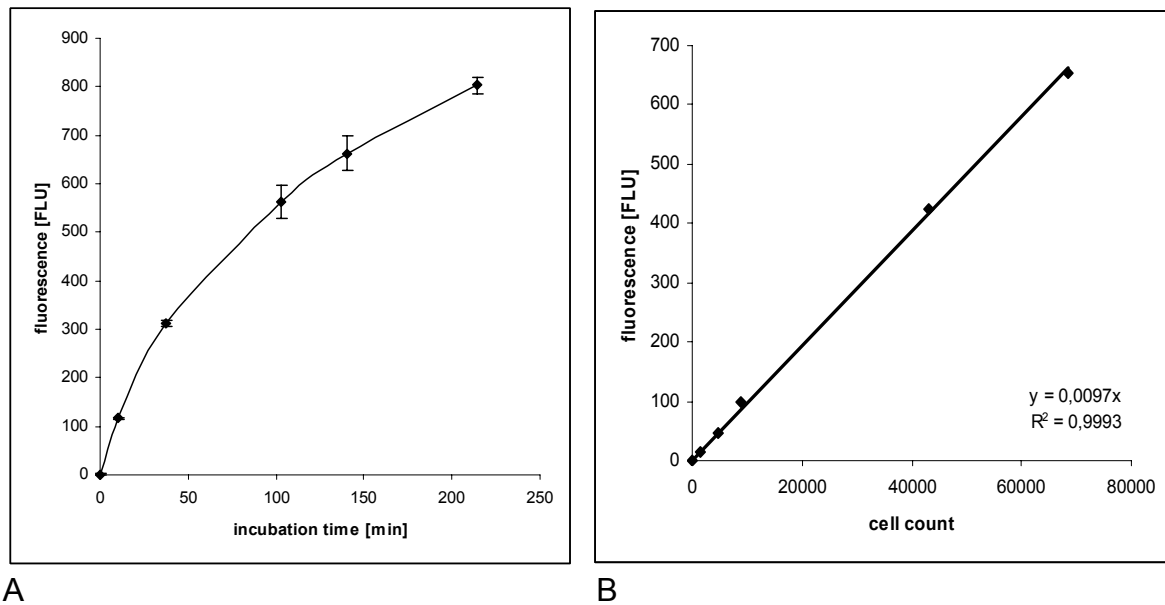 900
800
700
600
500
400
300
200
100
0
fluorescence [FLU]
0 50 100 150 200 250
incubation time [min]
A
700
600
500
400
300
200
100
0
fluorescence [FLU]
y = 0,0097x
R² = 0,9993
0 20000 40000 60000 80000
cell count
B